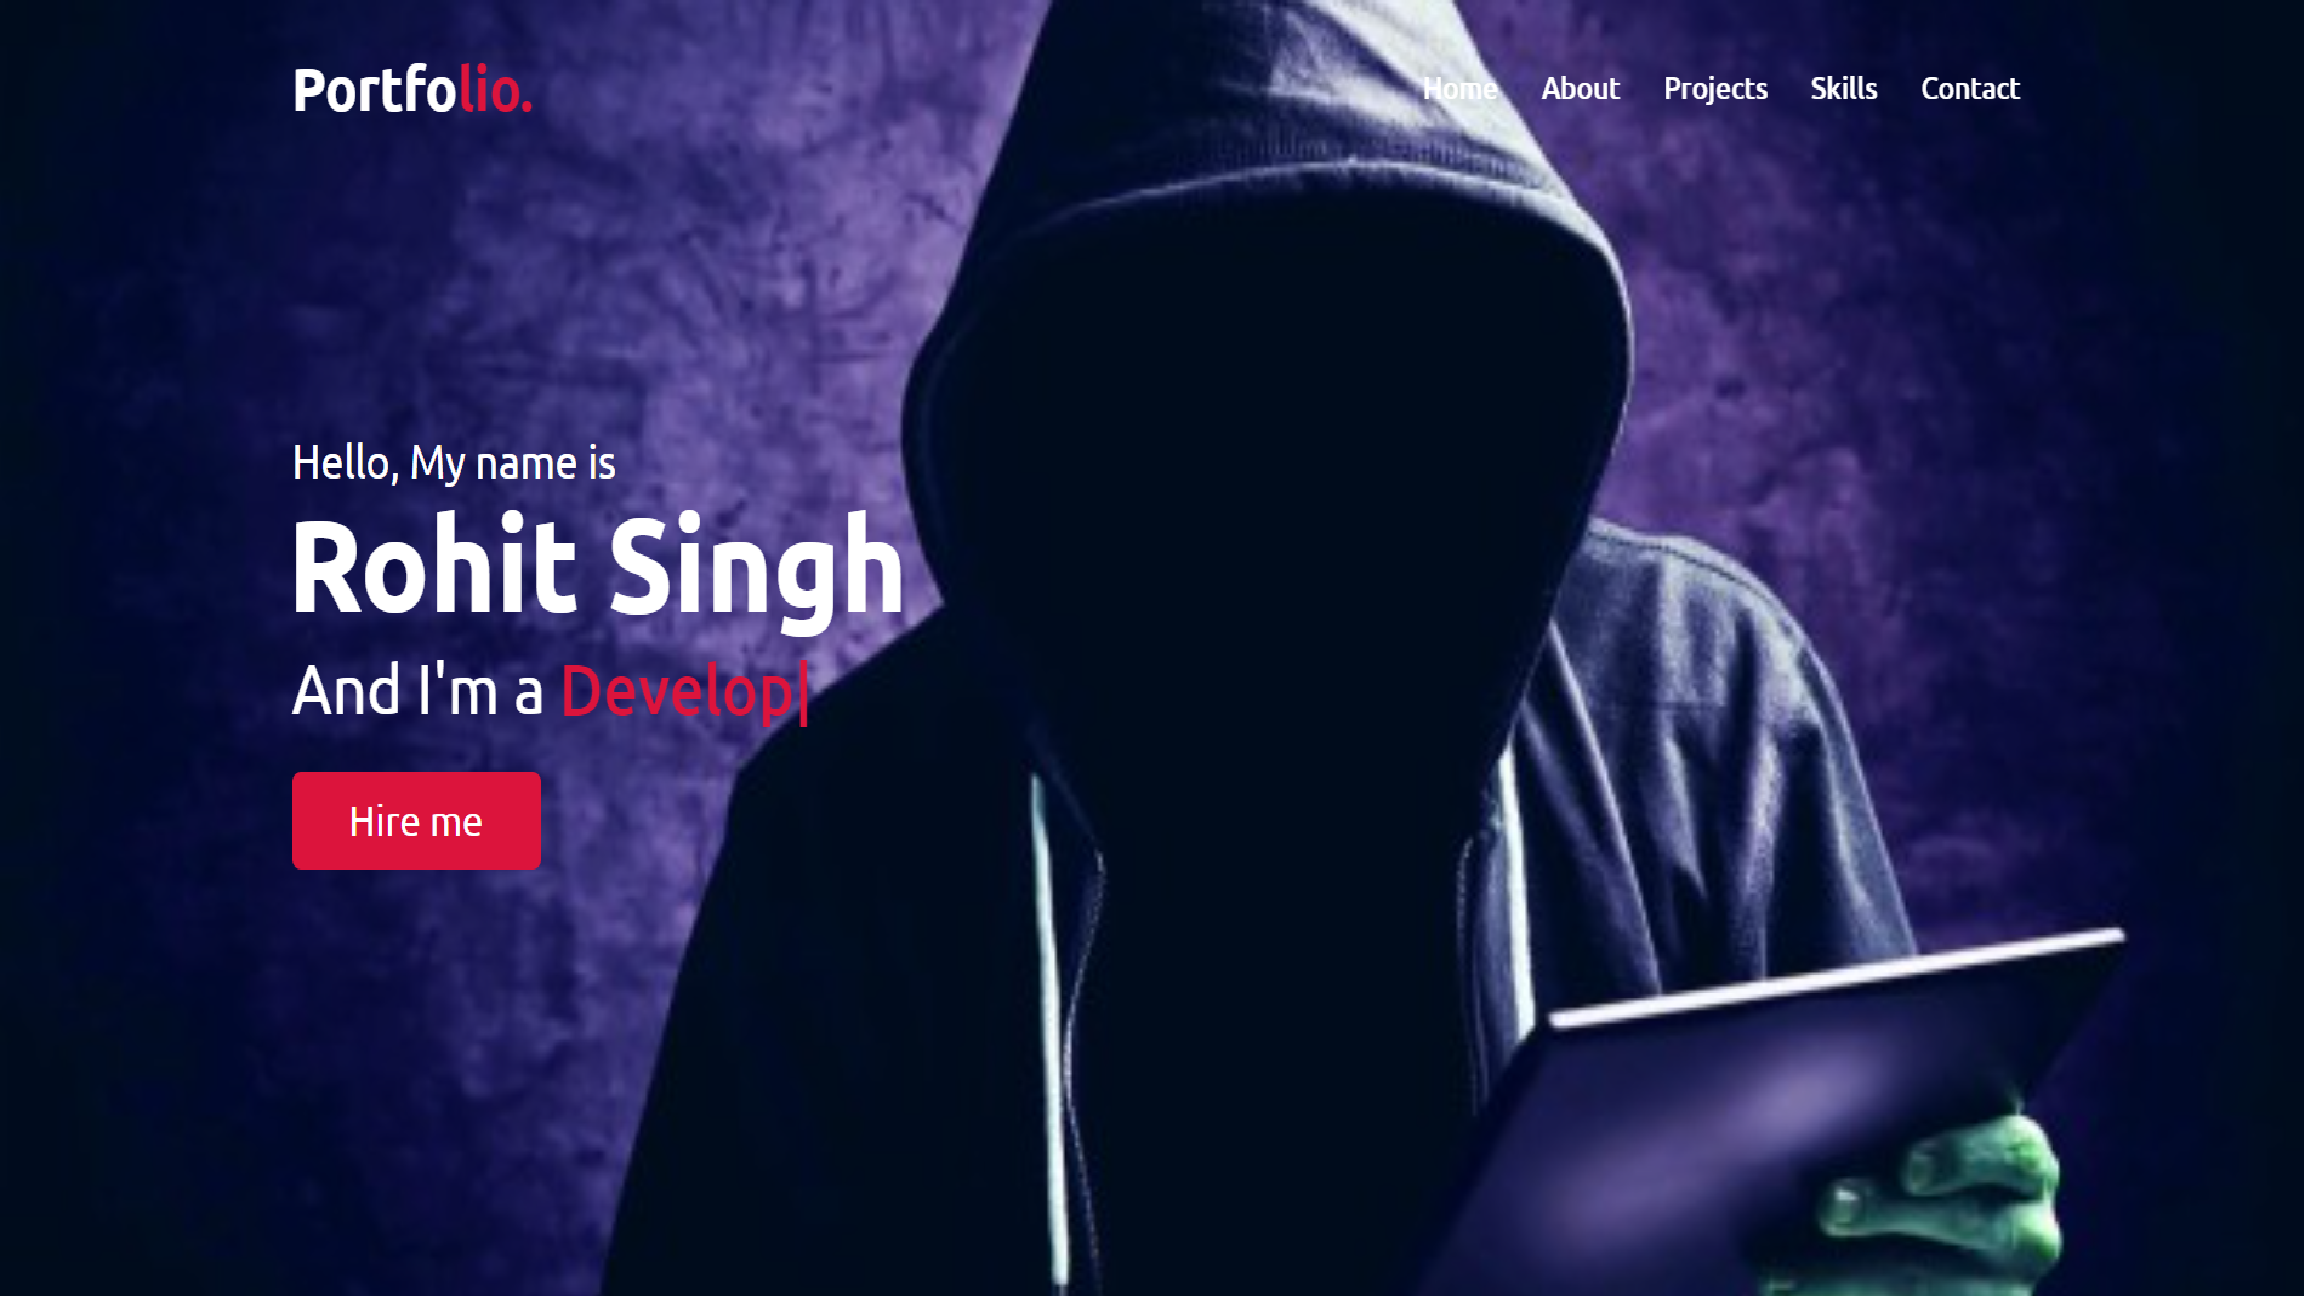 Portfolio.
Home About Projects Skills Contact
Hello, My name is
Rohit Singh
And I'm a Develop|
Hire me